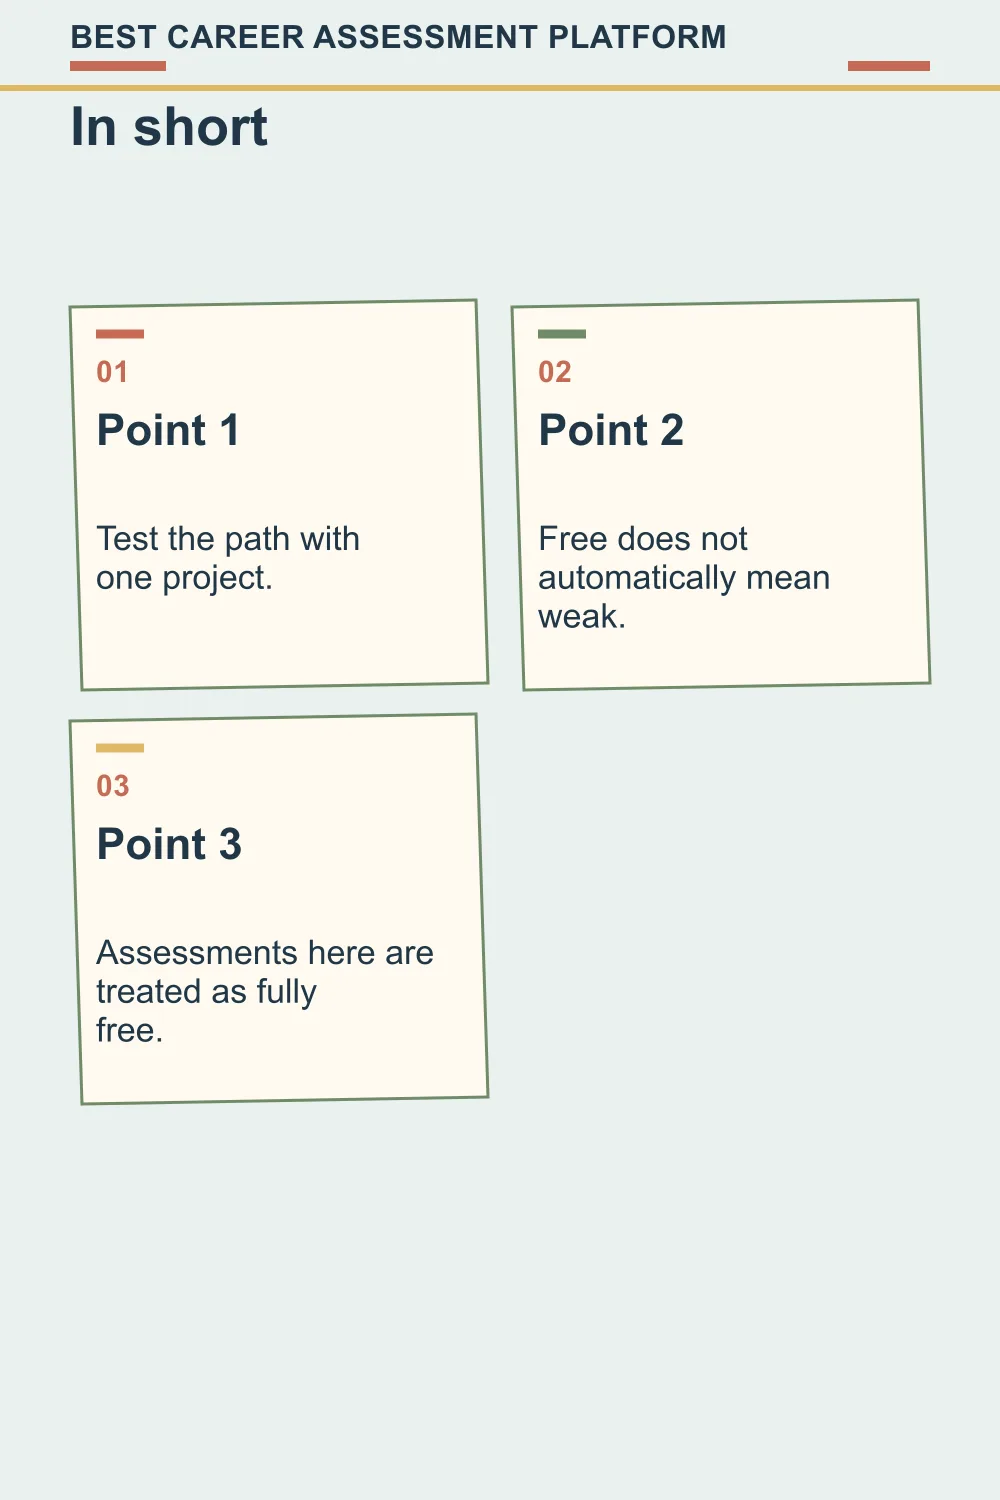 BEST CAREER ASSESSMENT PLATFORM
In short
01
Point 1
Test the path with
one project.
02
Point 2
Free does not
automatically mean
weak.
03
Point 3
Assessments here are
treated as fully
free.